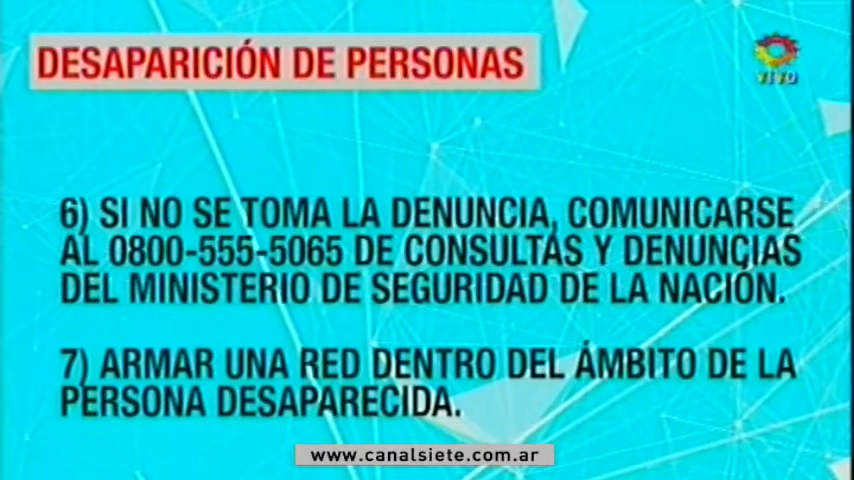 DESAPARICIÓN DE PERSONAS
VIVO
6) SI NO SE TOMA LA DENUNCIA, COMUNICARSE
AL 0800-555-5065 DE CONSULTAS Y DENUNCIAS
DEL MINISTERIO DE SEGURIDAD DE LA NACIÓN.
7) ARMAR UNA RED DENTRO DEL ÁMBITO DE LA
PERSONA DESAPARECIDA.
www.canalsiete.com.ar